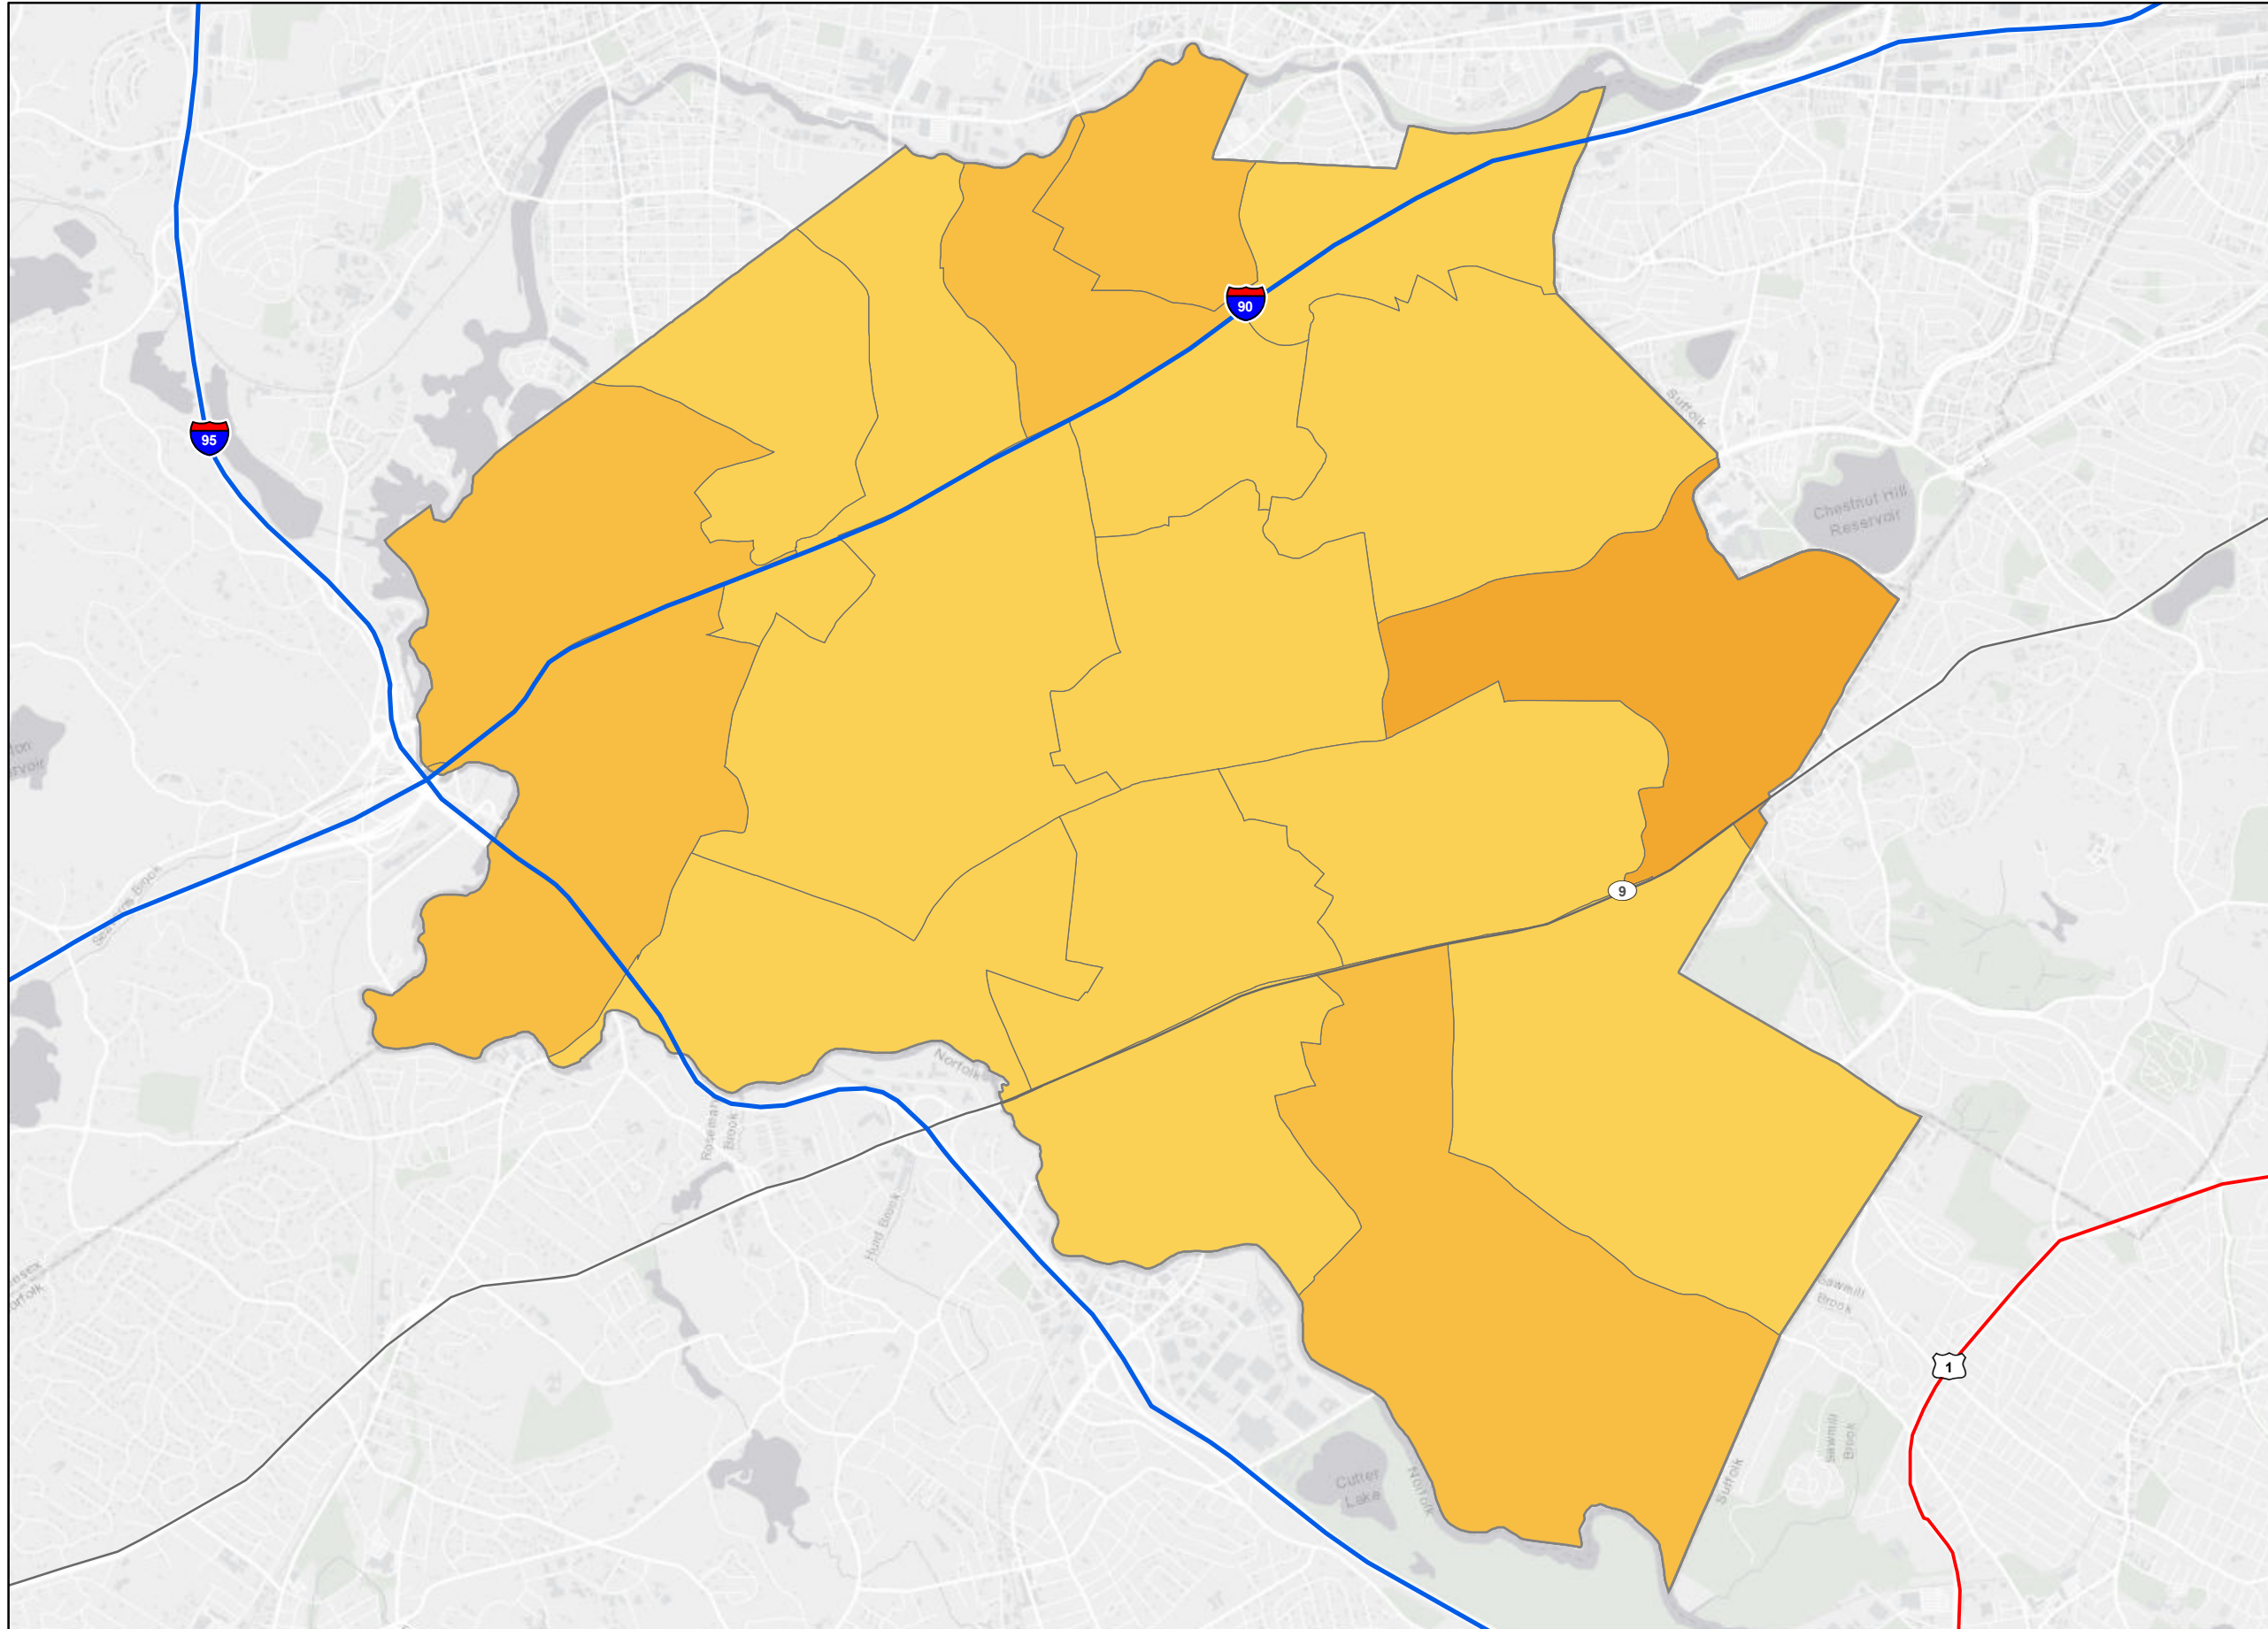 90
Suffolk
95
Chestnut Hill
Reservoir
9
Norfolk
Brook
Hurd Brook
Sawmill
Brook
1
Sawmill
Brook
Cutter
Lake
Norfolk
Suffolk